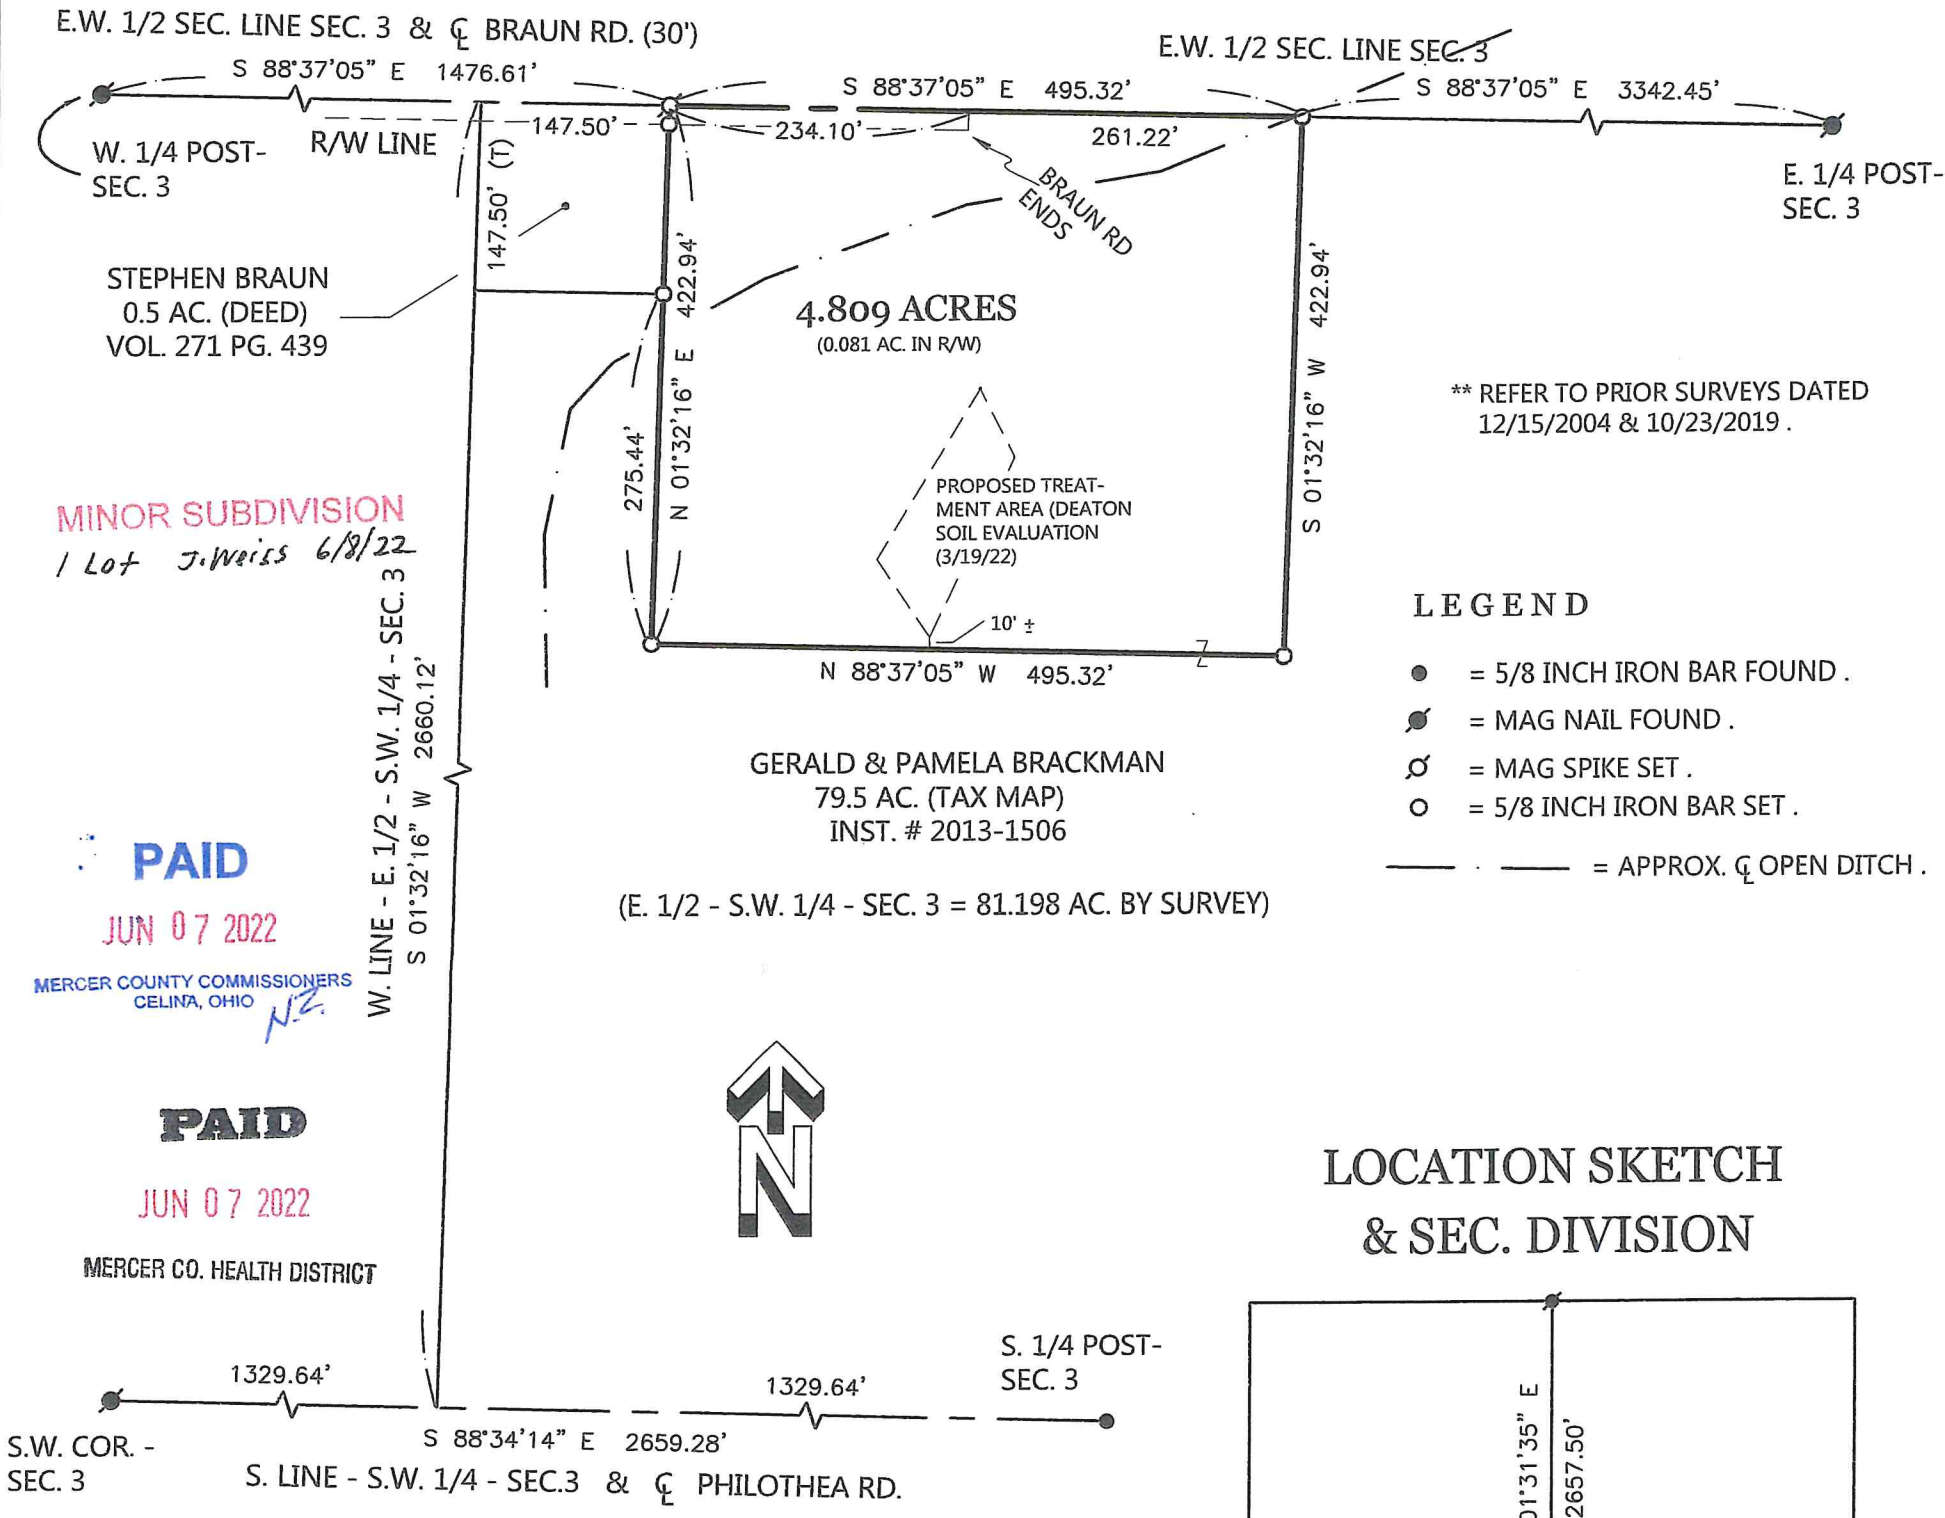 E.W. 1/2 SEC. LINE SEC. 3 & ℄ BRAUN RD. (30')
E.W. 1/2 SEC. LINE SEC. 3
S 88°37'05" E 1476.61'
S 88°37'05" E 495.32'
S 88°37'05" E 3342.45'
147.50'
234.10'
261.22'
R/W LINE
W. 1/4 POST-
SEC. 3
E. 1/4 POST-
SEC. 3
147.50' (T)
BRAUN RD
ENDS
STEPHEN BRAUN
0.5 AC. (DEED)
VOL. 271 PG. 439
N 01°32'16" E 422.94'
275.44'
4.809 ACRES
(0.081 AC. IN R/W)
S 01°32'16" W 422.94'
** REFER TO PRIOR SURVEYS DATED
12/15/2004 & 10/23/2019 .
PROPOSED TREAT-
MENT AREA (DEATON
SOIL EVALUATION
(3/19/22)
10' ±
N 88°37'05" W 495.32'
MINOR SUBDIVISION
1 Lot J. Weiss 6/8/22
LEGEND
= 5/8 INCH IRON BAR FOUND .
= MAG NAIL FOUND .
= MAG SPIKE SET .
= 5/8 INCH IRON BAR SET .
= APPROX. ℄ OPEN DITCH .
W. LINE - E. 1/2 - S.W. 1/4 - SEC. 3
S 01°32'16" W 2660.12'
GERALD & PAMELA BRACKMAN
79.5 AC. (TAX MAP)
INST. # 2013-1506
(E. 1/2 - S.W. 1/4 - SEC. 3 = 81.198 AC. BY SURVEY)
PAID
JUN 07 2022
MERCER COUNTY COMMISSIONERS
CELINA, OHIO
N.Z.
PAID
JUN 07 2022
MERCER CO. HEALTH DISTRICT
N
LOCATION SKETCH
& SEC. DIVISION
01°31'35" E
2657.50'
S. 1/4 POST-
SEC. 3
1329.64'
1329.64'
S 88°34'14" E 2659.28'
S.W. COR. -
SEC. 3
S. LINE - S.W. 1/4 - SEC.3 & ℄ PHILOTHEA RD.